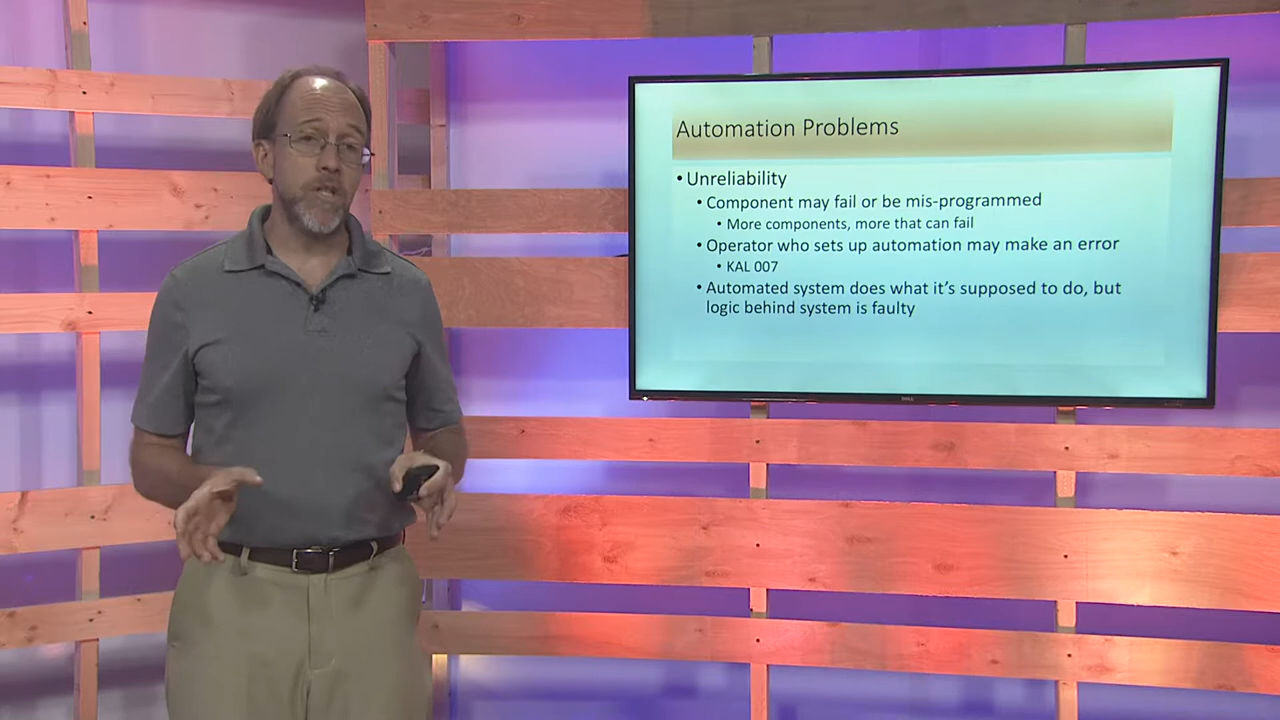 Automation Problems
• Unreliability
• Component may fail or be mis-programmed
• More components, more that can fail
• Operator who sets up automation may make an error
• KAL 007
• Automated system does what it's supposed to do, but
logic behind system is faulty
DELL